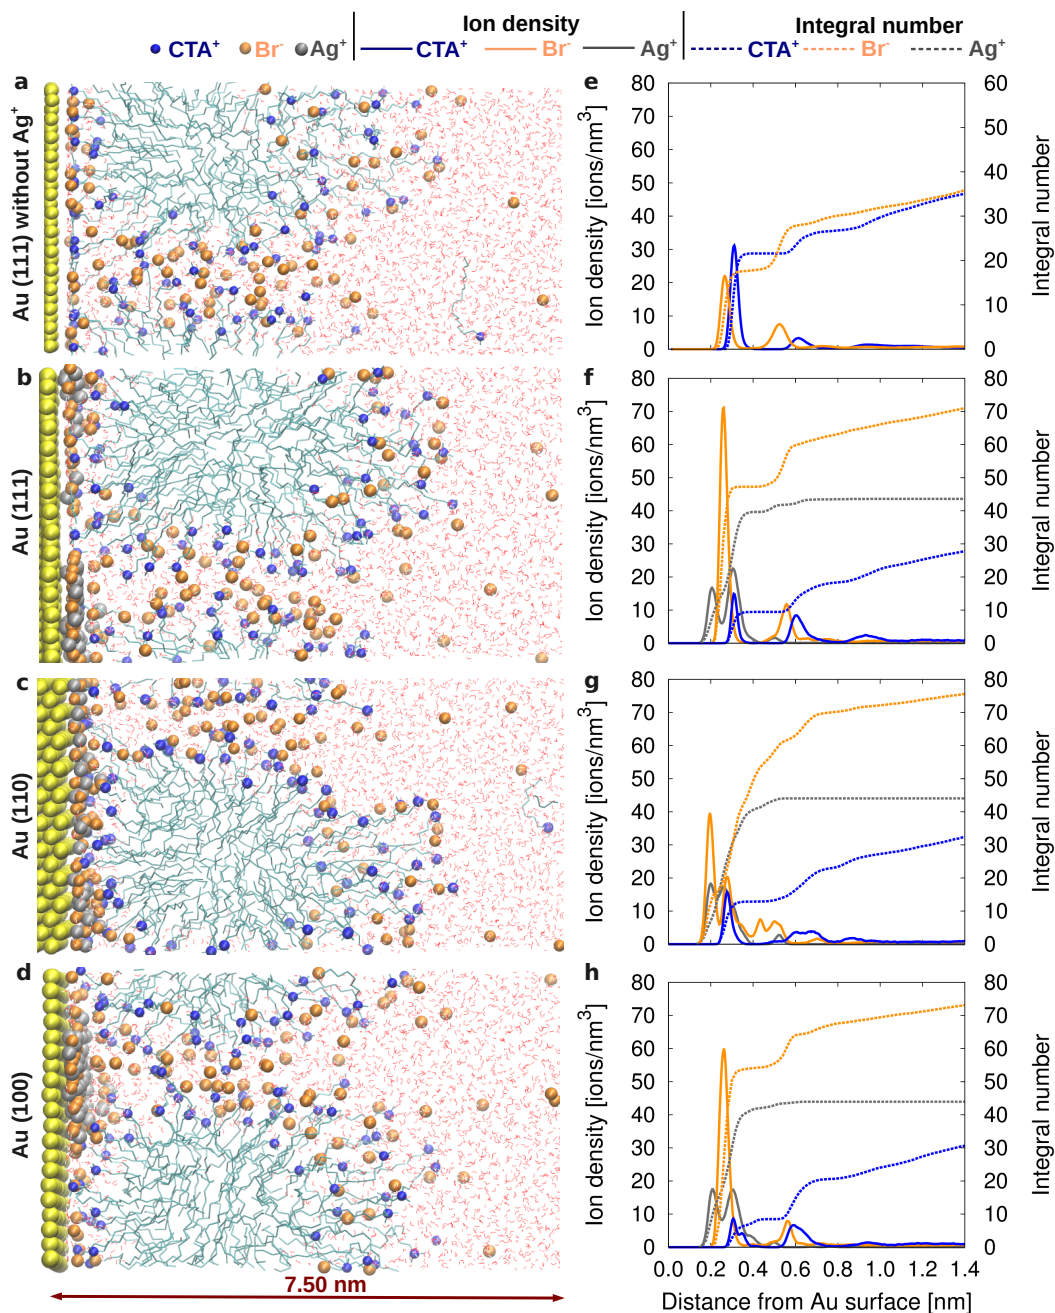 Ion density
Integral number
CTA⁺ Br⁻ Ag⁺ CTA⁺ Br⁻ Ag⁺ CTA⁺ Br⁻ Ag⁺
a
Au (111) without Ag⁺
b
Au (111)
c
Au (110)
d
Au (100)
7.50 nm
e
80
70
60
50
40
30
20
10
0
Ion density [ions/nm³]
60
50
40
30
20
10
0
Integral number
f
80
70
60
50
40
30
20
10
0
Ion density [ions/nm³]
80
70
60
50
40
30
20
10
0
Integral number
g
80
70
60
50
40
30
20
10
0
Ion density [ions/nm³]
80
70
60
50
40
30
20
10
0
Integral number
h
80
70
60
50
40
30
20
10
0
Ion density [ions/nm³]
80
70
60
50
40
30
20
10
0
Integral number
0.0 0.2 0.4 0.6 0.8 1.0 1.2 1.4
Distance from Au surface [nm]